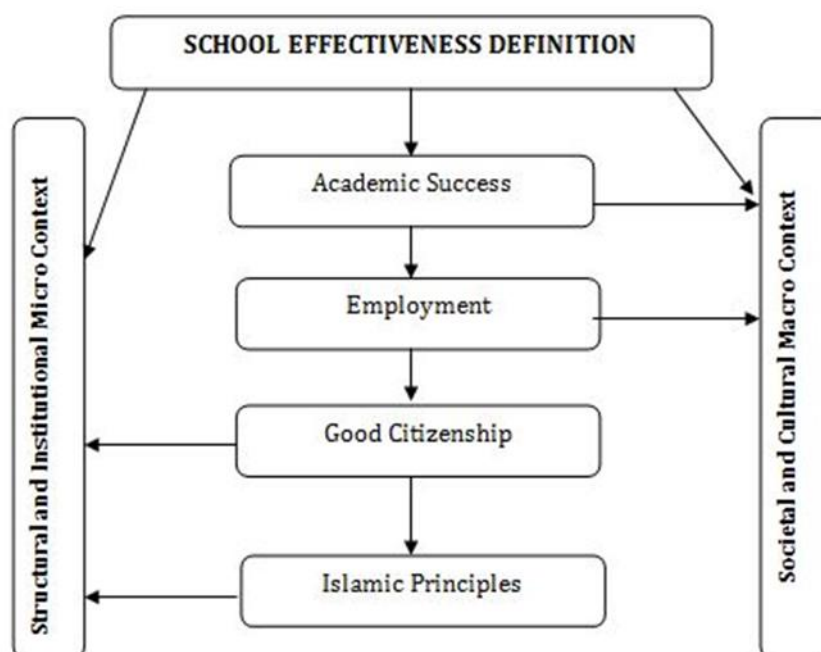 SCHOOL EFFECTIVENESS DEFINITION
Structural and Institutional Micro Context
Academic Success
Employment
Good Citizenship
Islamic Principles
Societal and Cultural Macro Context